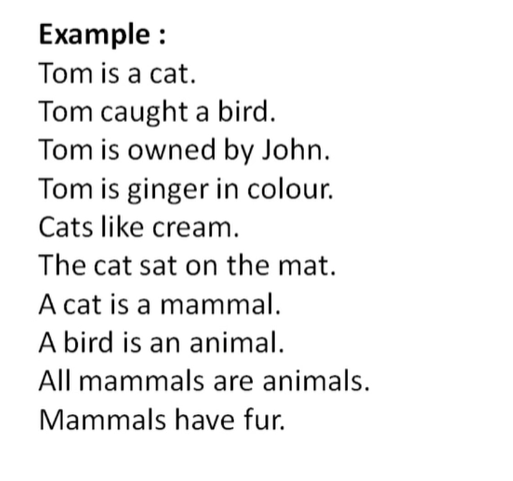 Example :
Tom is a cat.
Tom caught a bird.
Tom is owned by John.
Tom is ginger in colour.
Cats like cream.
The cat sat on the mat.
A cat is a mammal.
A bird is an animal.
All mammals are animals.
Mammals have fur.